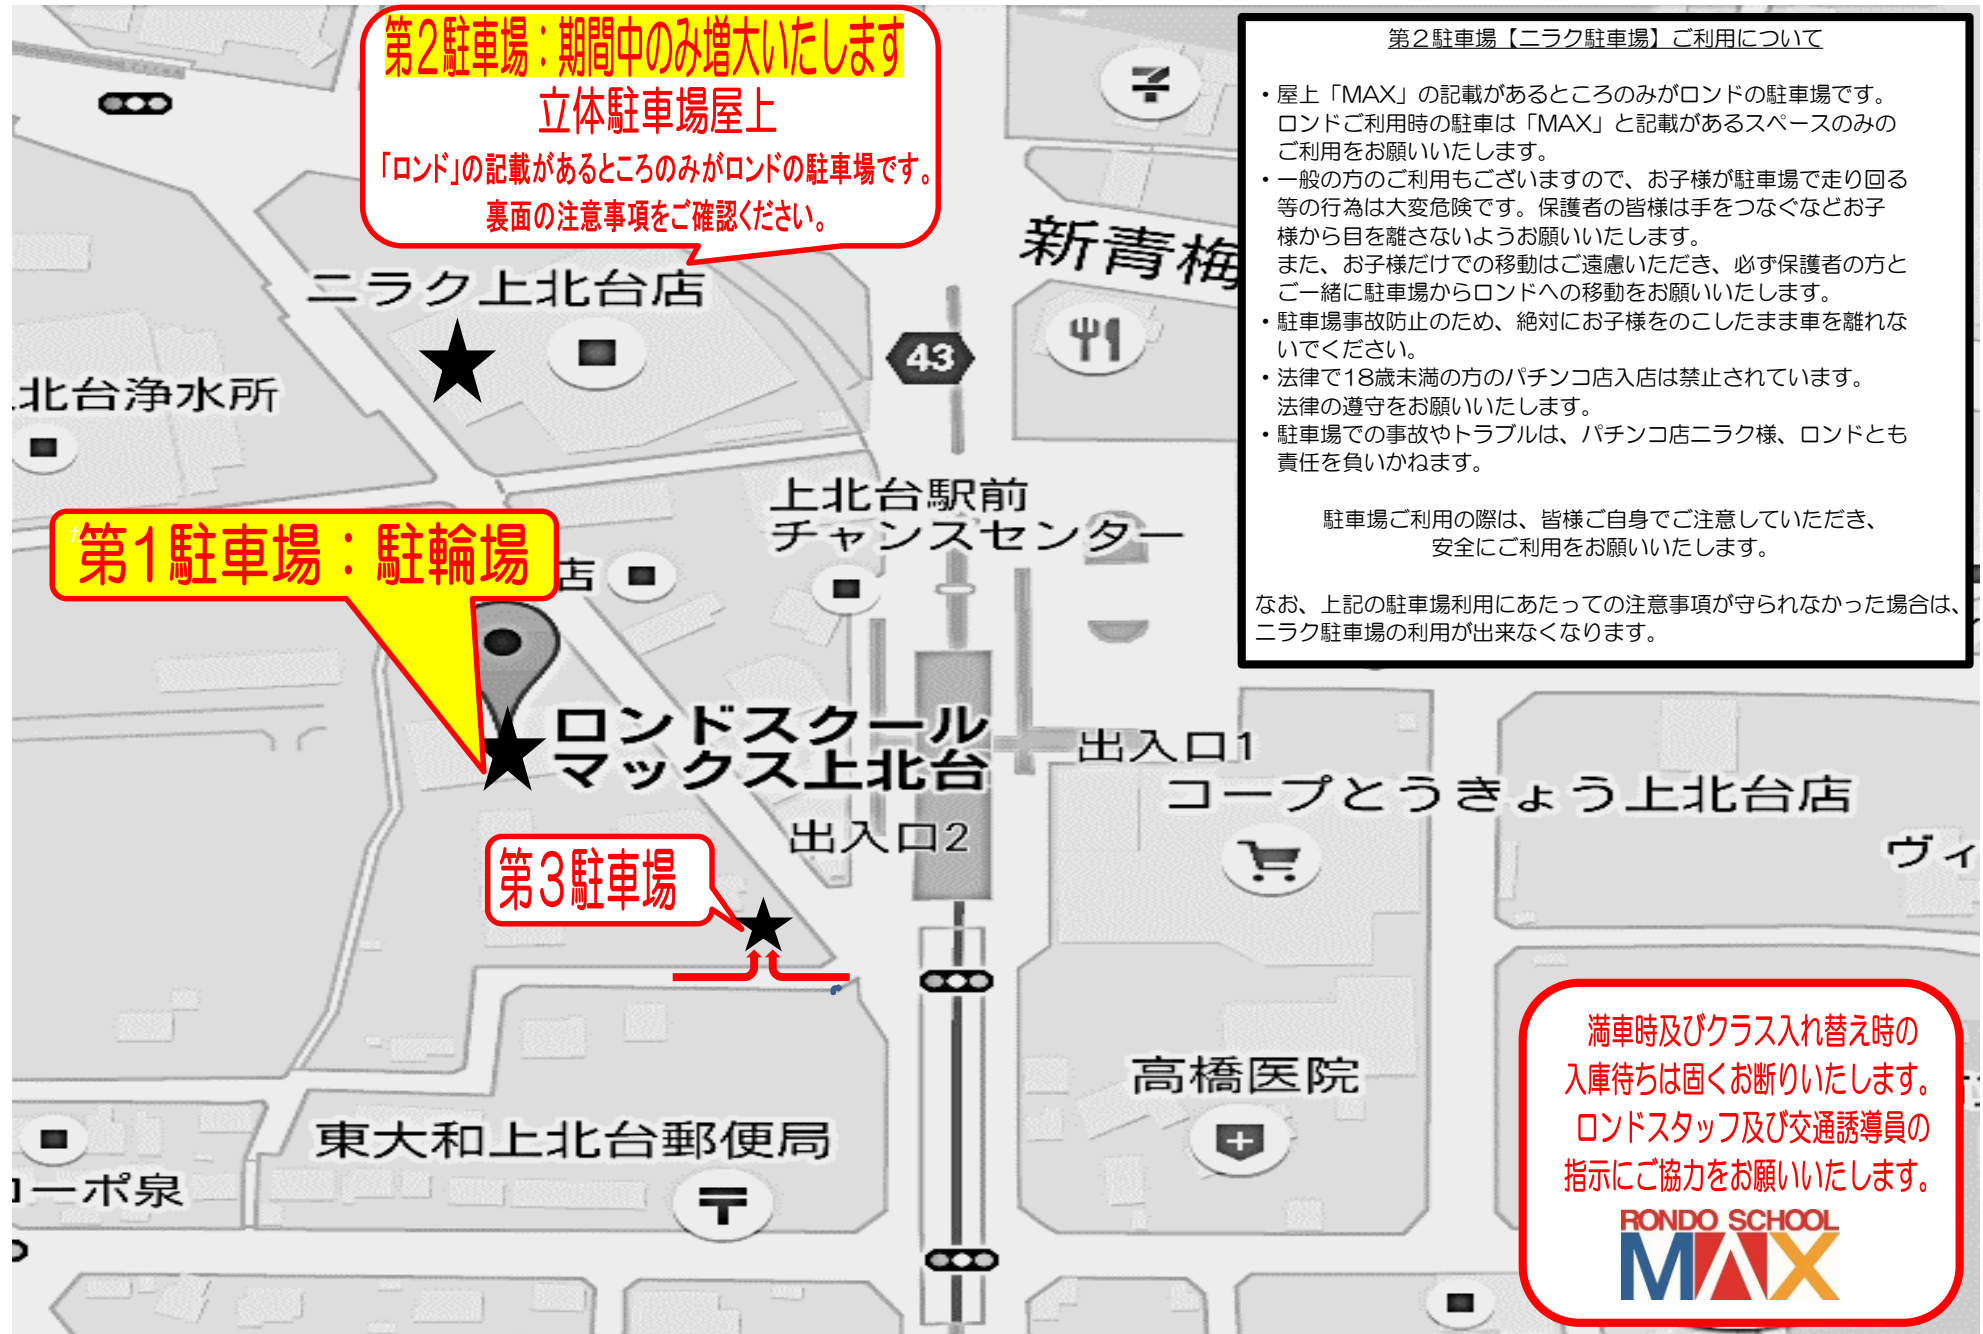 第2駐車場：期間中のみ増大いたします
立体駐車場屋上
「ロンド」の記載があるところのみがロンドの駐車場です。
裏面の注意事項をご確認ください。
第２駐車場【ニラク駐車場】ご利用について
・屋上「MAX」の記載があるところのみがロンドの駐車場です。
ロンドご利用時の駐車は「MAX」と記載があるスペースのみの
ご利用をお願いいたします。
・一般の方のご利用もございますので、お子様が駐車場で走り回る
等の行為は大変危険です。保護者の皆様は手をつなぐなどお子
様から目を離さないようお願いいたします。
また、お子様だけでの移動はご遠慮いただき、必ず保護者の方と
ご一緒に駐車場からロンドへの移動をお願いいたします。
・駐車場事故防止のため、絶対にお子様をのこしたまま車を離れな
いでください。
・法律で18歳未満の方のパチンコ店入店は禁止されています。
法律の遵守をお願いいたします。
・駐車場での事故やトラブルは、パチンコ店ニラク様、ロンドとも
責任を負いかねます。
駐車場ご利用の際は、皆様ご自身でご注意していただき、
安全にご利用をお願いいたします。
なお、上記の駐車場利用にあたっての注意事項が守られなかった場合は、
ニラク駐車場の利用が出来なくなります。
新青梅
ニラク上北台店
43
北台浄水所
上北台駅前
チャンスセンター
第1駐車場：駐輪場
店
ロンドスクール
マックス上北台
出入口1
コープとうきょう上北台店
出入口2
ヴィ
第3駐車場
高橋医院
東大和上北台郵便局
ーポ泉
満車時及びクラス入れ替え時の
入庫待ちは固くお断りいたします。
ロンドスタッフ及び交通誘導員の
指示にご協力をお願いいたします。
RONDO SCHOOL
MAX